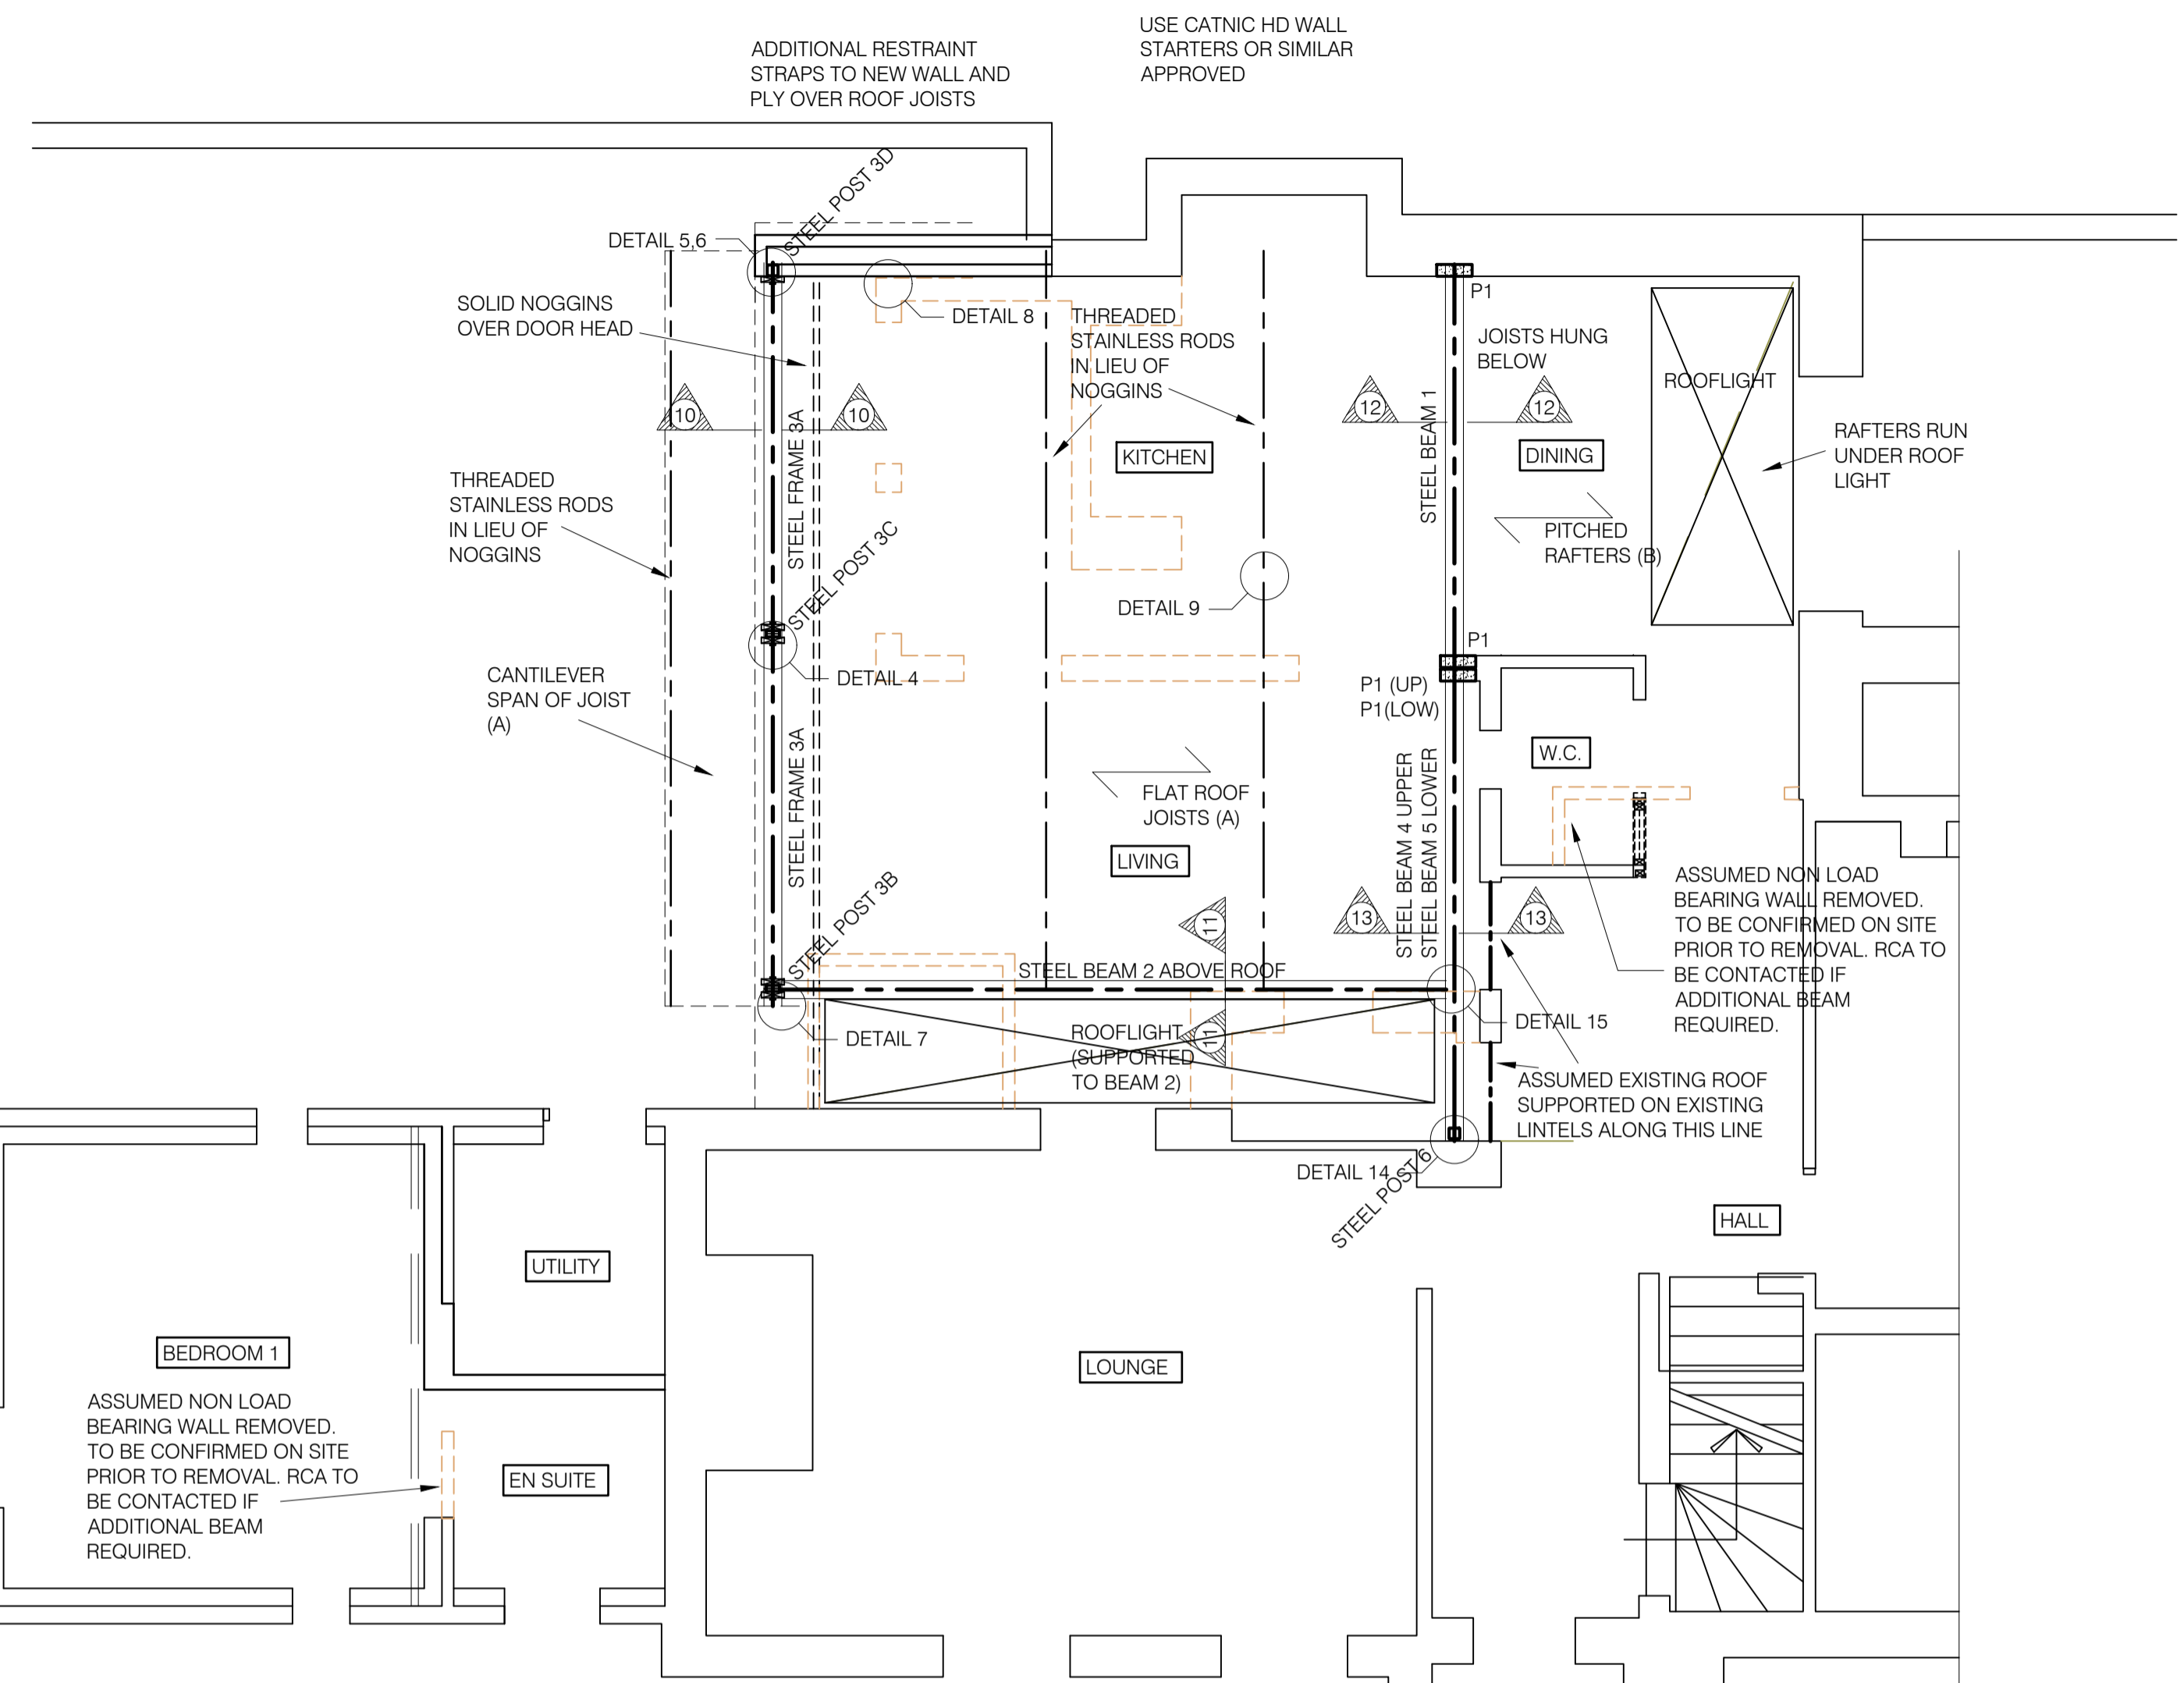 USE CATNIC HD WALL
STARTERS OR SIMILAR
APPROVED
ADDITIONAL RESTRAINT
STRAPS TO NEW WALL AND
PLY OVER ROOF JOISTS
STEEL POST 3D
DETAIL 5,6
SOLID NOGGINS
OVER DOOR HEAD
DETAIL 8
THREADED
STAINLESS RODS
IN LIEU OF
NOGGINS
P1
JOISTS HUNG
BELOW
ROOFLIGHT
10
10
12
12
STEEL FRAME 3A
STEEL BEAM 1
KITCHEN
DINING
RAFTERS RUN
UNDER ROOF
LIGHT
THREADED
STAINLESS RODS
IN LIEU OF
NOGGINS
STEEL POST 3C
PITCHED
RAFTERS (B)
DETAIL 9
P1
CANTILEVER
SPAN OF JOIST
(A)
DETAIL 4
P1 (UP)
P1(LOW)
W.C.
STEEL FRAME 3A
FLAT ROOF
JOISTS (A)
STEEL BEAM 4 UPPER
STEEL BEAM 5 LOWER
LIVING
STEEL POST 3B
11
13
13
ASSUMED NON LOAD
BEARING WALL REMOVED.
TO BE CONFIRMED ON SITE
PRIOR TO REMOVAL. RCA TO
BE CONTACTED IF
ADDITIONAL BEAM
REQUIRED.
STEEL BEAM 2 ABOVE ROOF
DETAIL 7
ROOFLIGHT
(SUPPORTED
TO BEAM 2)
11
DETAIL 15
ASSUMED EXISTING ROOF
SUPPORTED ON EXISTING
LINTELS ALONG THIS LINE
DETAIL 14
STEEL POST 6
HALL
UTILITY
BEDROOM 1
LOUNGE
ASSUMED NON LOAD
BEARING WALL REMOVED.
TO BE CONFIRMED ON SITE
PRIOR TO REMOVAL. RCA TO
BE CONTACTED IF
ADDITIONAL BEAM
REQUIRED.
EN SUITE